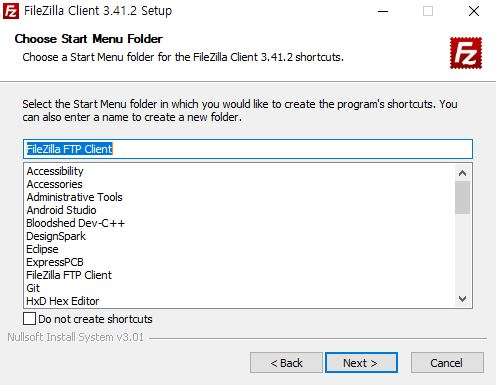 FileZilla Client 3.41.2 Setup
Choose Start Menu Folder
Choose a Start Menu folder for the FileZilla Client 3.41.2 shortcuts.
Select the Start Menu folder in which you would like to create the program's shortcuts. You
can also enter a name to create a new folder.
FileZilla FTP Client
Accessibility
Accessories
Administrative Tools
Android Studio
Bloodshed Dev-C++
DesignSpark
Eclipse
ExpressPCB
FileZilla FTP Client
Git
HxD Hex Editor
Do not create shortcuts
Nullsoft Install System v3.01
< Back
Next >
Cancel